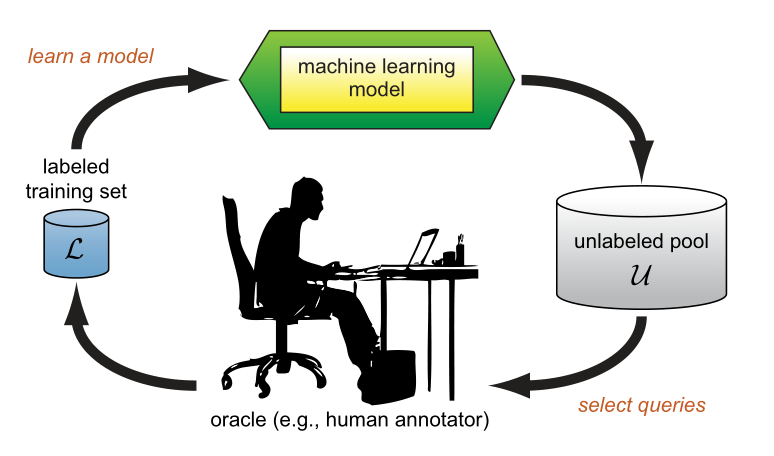 learn a model
machine learning
model
labeled
training set
ℒ
unlabeled pool
𝒰
select queries
oracle (e.g., human annotator)